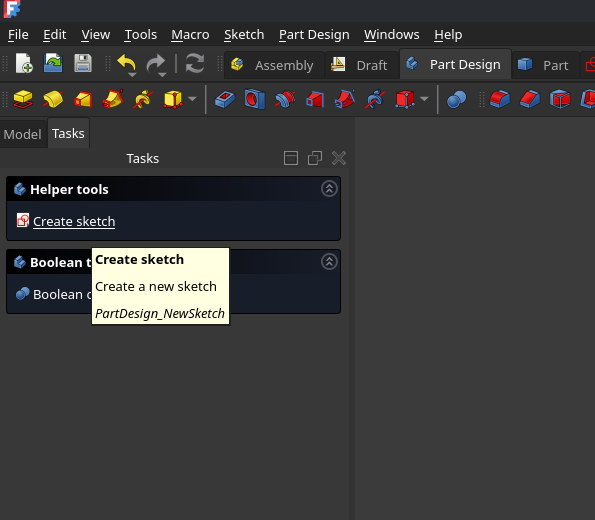 File Edit View Tools Macro Sketch Part Design Windows Help
Assembly Draft Part Design Part
Model Tasks
Tasks
Helper tools
Create sketch
Boolean t
Create sketch
Boolean
Create a new sketch
PartDesign_NewSketch